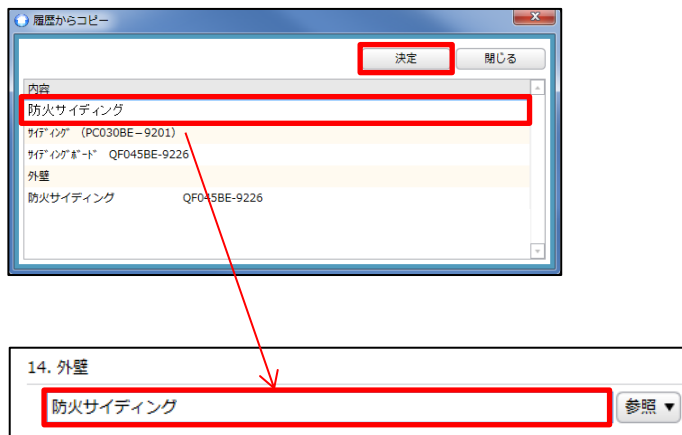 履歴からコピー
決定 閉じる
内容
防火サイディング
ｻｲﾃﾞｨﾝｸﾞ （PC030BE－9201）
ｻｲﾃﾞｨﾝｸﾞﾎﾞｰﾄﾞ QF045BE-9226
外壁
防火サイディング QF045BE-9226
14. 外壁
防火サイディング 参照 ▼